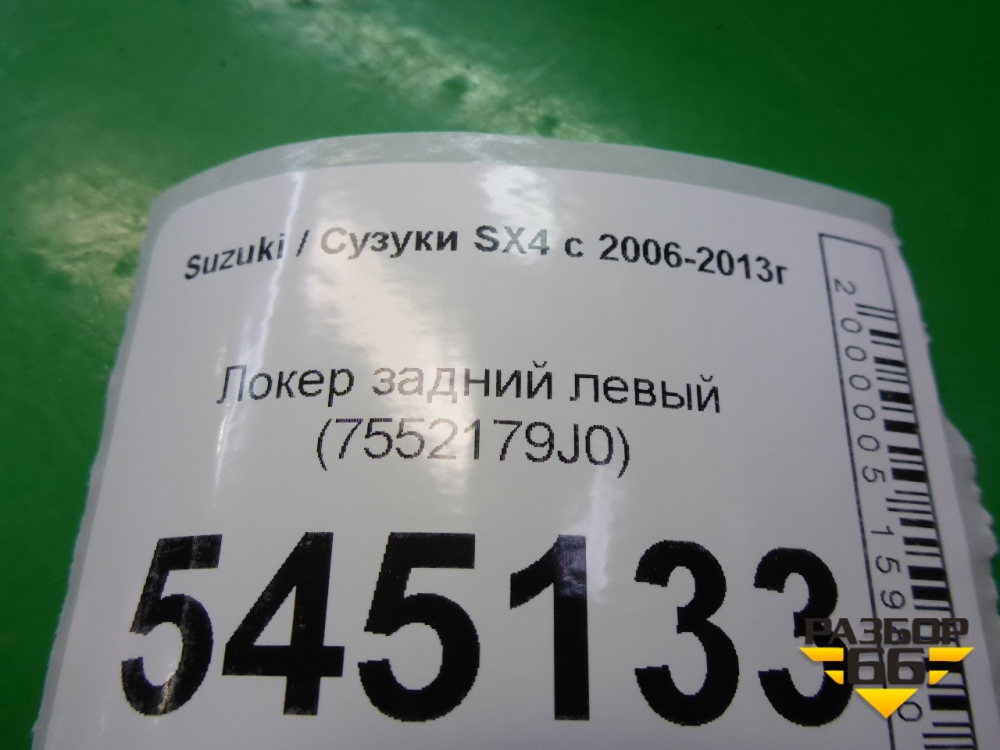 Suzuki / Сузуки SX4 с 2006-2013г
Локер задний левый
(7552179J0)
545133
РАЗБОР
66